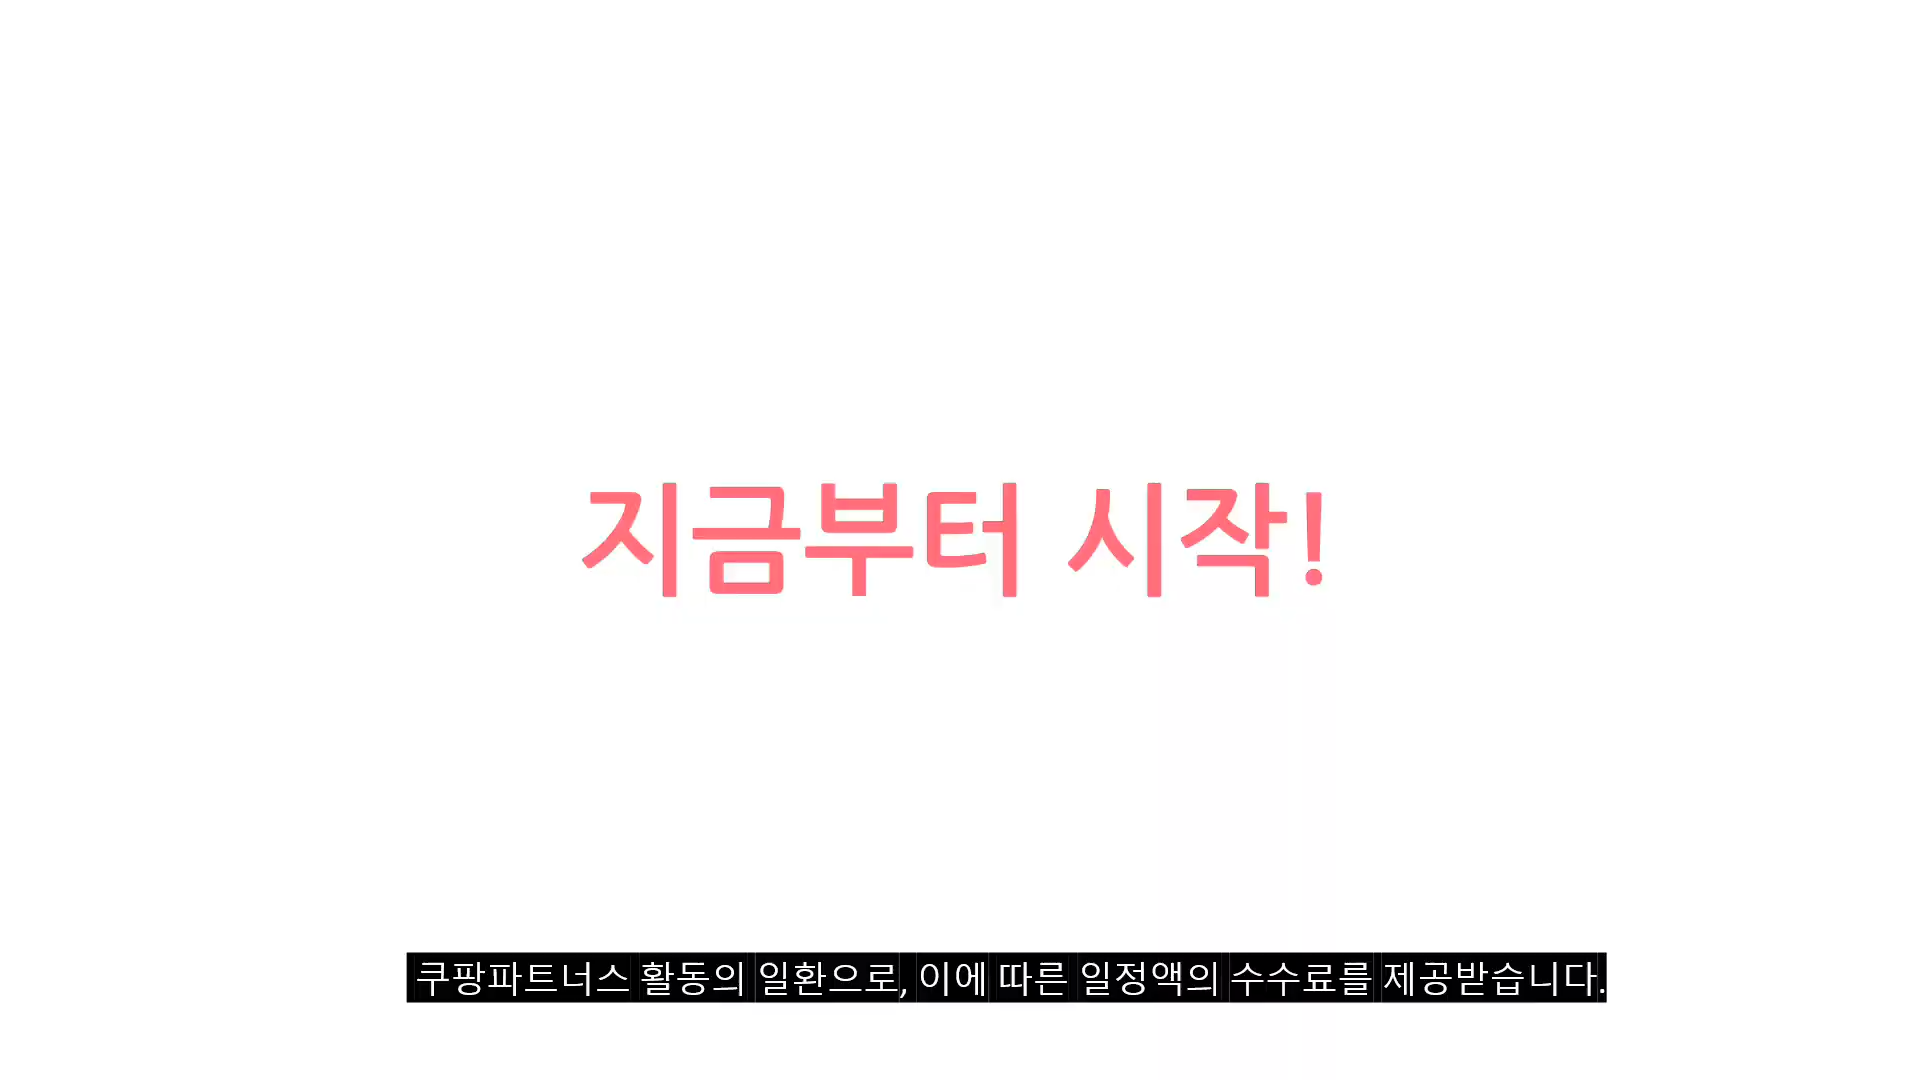 지금부터 시작!
쿠팡파트너스 활동의 일환으로, 이에 따른 일정액의 수수료를 제공받습니다.